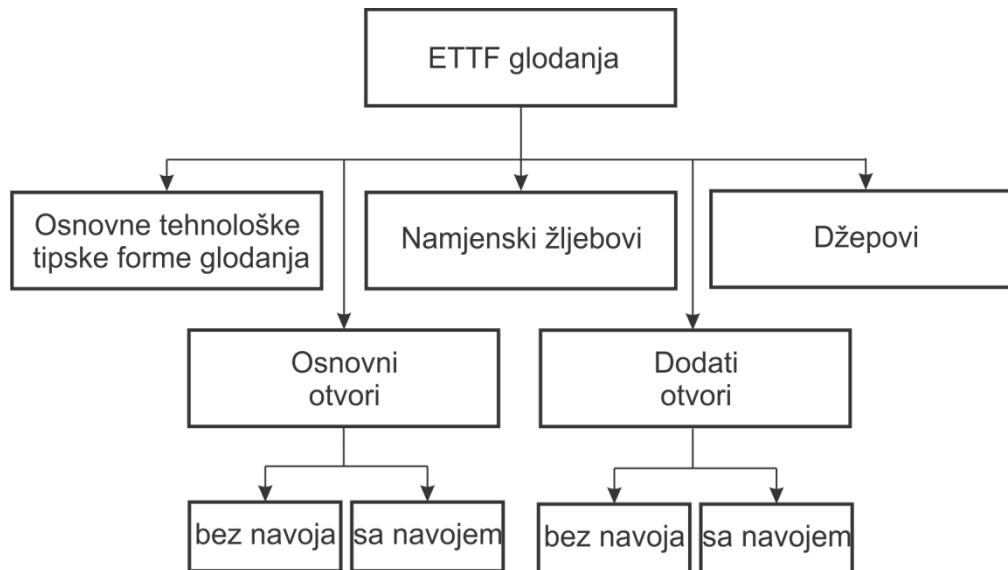 ETTF glodanja
Osnovne tehnološke
tipske forme glodanja
Namjenski žljebovi
Džepovi
Osnovni
otvori
Dodati
otvori
bez navoja
sa navojem
bez navoja
sa navojem